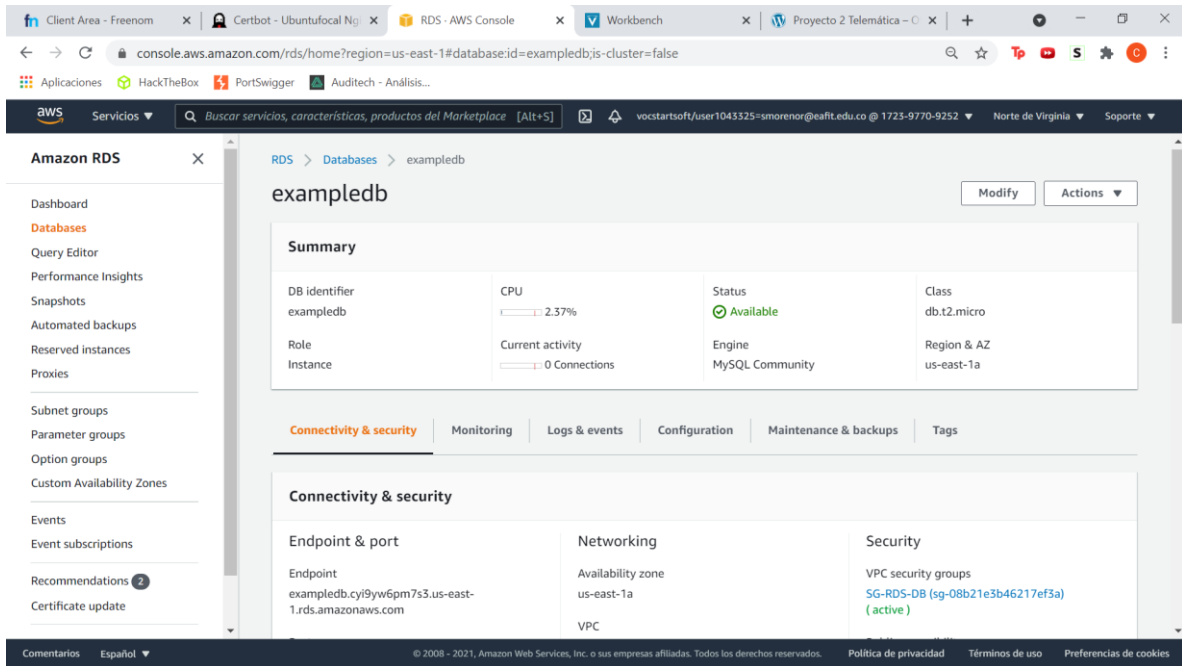 Client Area - Freenom
Certbot - Ubuntufocal Ngi
RDS · AWS Console
Workbench
Proyecto 2 Telemática – O
console.aws.amazon.com/rds/home?region=us-east-1#database:id=exampledb;is-cluster=false
Aplicaciones
HackTheBox
PortSwigger
Auditech - Análisis...
aws
Servicios
Buscar servicios, características, productos del Marketplace [Alt+S]
vocstartsoft/user1043325=smorenor@eafit.edu.co @ 1723-9770-9252
Norte de Virginia
Soporte
Amazon RDS
Dashboard
Databases
Query Editor
Performance Insights
Snapshots
Automated backups
Reserved instances
Proxies
Subnet groups
Parameter groups
Option groups
Custom Availability Zones
Events
Event subscriptions
Recommendations 2
Certificate update
RDS > Databases > exampledb
exampledb
Modify
Actions
Summary
DB identifier
exampledb
CPU
2.37%
Status
Available
Class
db.t2.micro
Role
Instance
Current activity
0 Connections
Engine
MySQL Community
Region & AZ
us-east-1a
Connectivity & security
Monitoring
Logs & events
Configuration
Maintenance & backups
Tags
Connectivity & security
Endpoint & port
Endpoint
exampledb.cyi9yw6pm7s3.us-east-
1.rds.amazonaws.com
Networking
Availability zone
us-east-1a
VPC
Security
VPC security groups
SG-RDS-DB (sg-08b21e3b46217ef3a)
( active )
Comentarios
Español
© 2008 - 2021, Amazon Web Services, Inc. o sus empresas afiliadas. Todos los derechos reservados.
Política de privacidad
Términos de uso
Preferencias de cookies